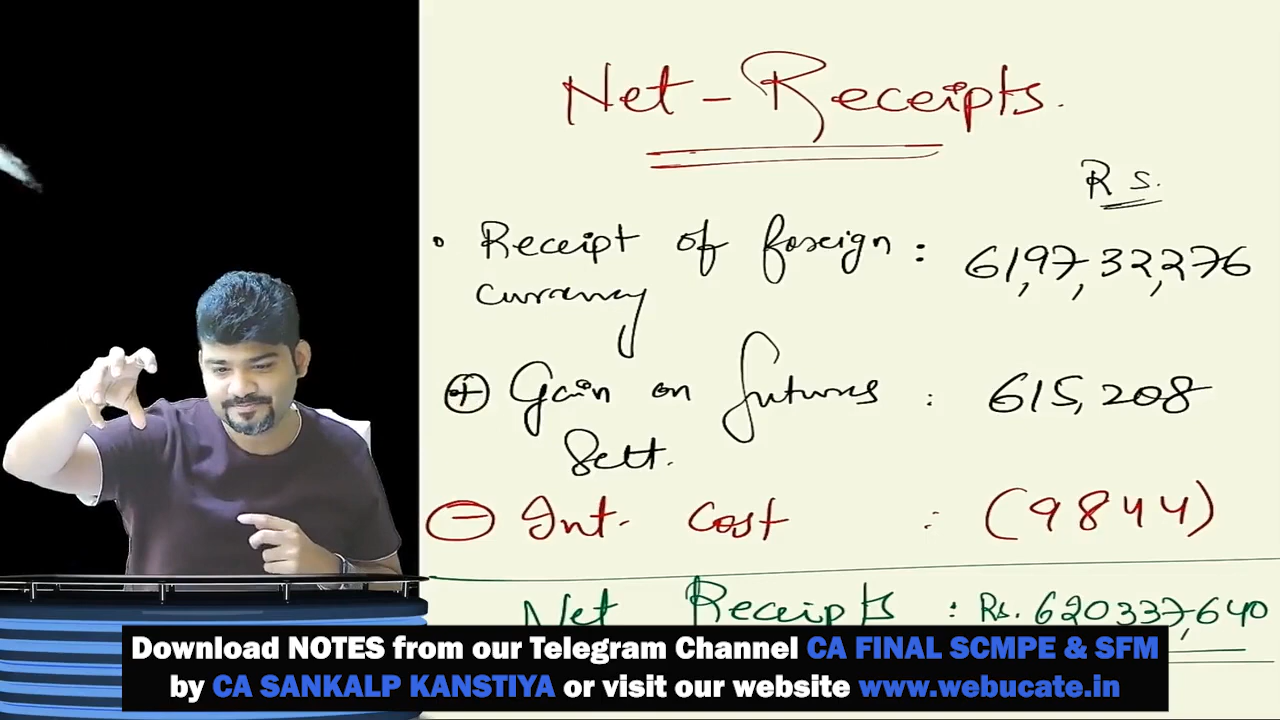 Net-Receipts.
Rs.
• Receipt of foreign : 61,97,32,276
currency
⊕ Gain on futures : 615,208
Sett.
⊖ Int. Cost : (9844)
Net Receipts : Rs. 620337,640
Download NOTES from our Telegram Channel CA FINAL SCMPE & SFM
by CA SANKALP KANSTIYA or visit our website www.webucate.in